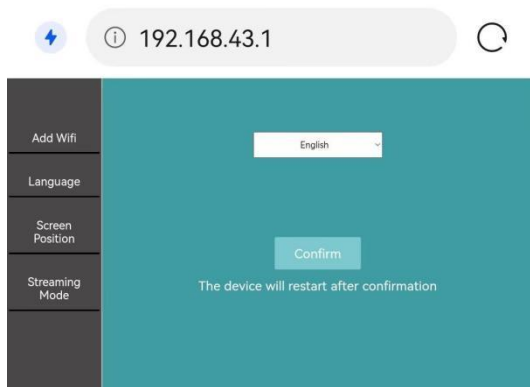 192.168.43.1
Add Wifi
Language
Screen
Position
Streaming
Mode
English
Confirm
The device will restart after confirmation